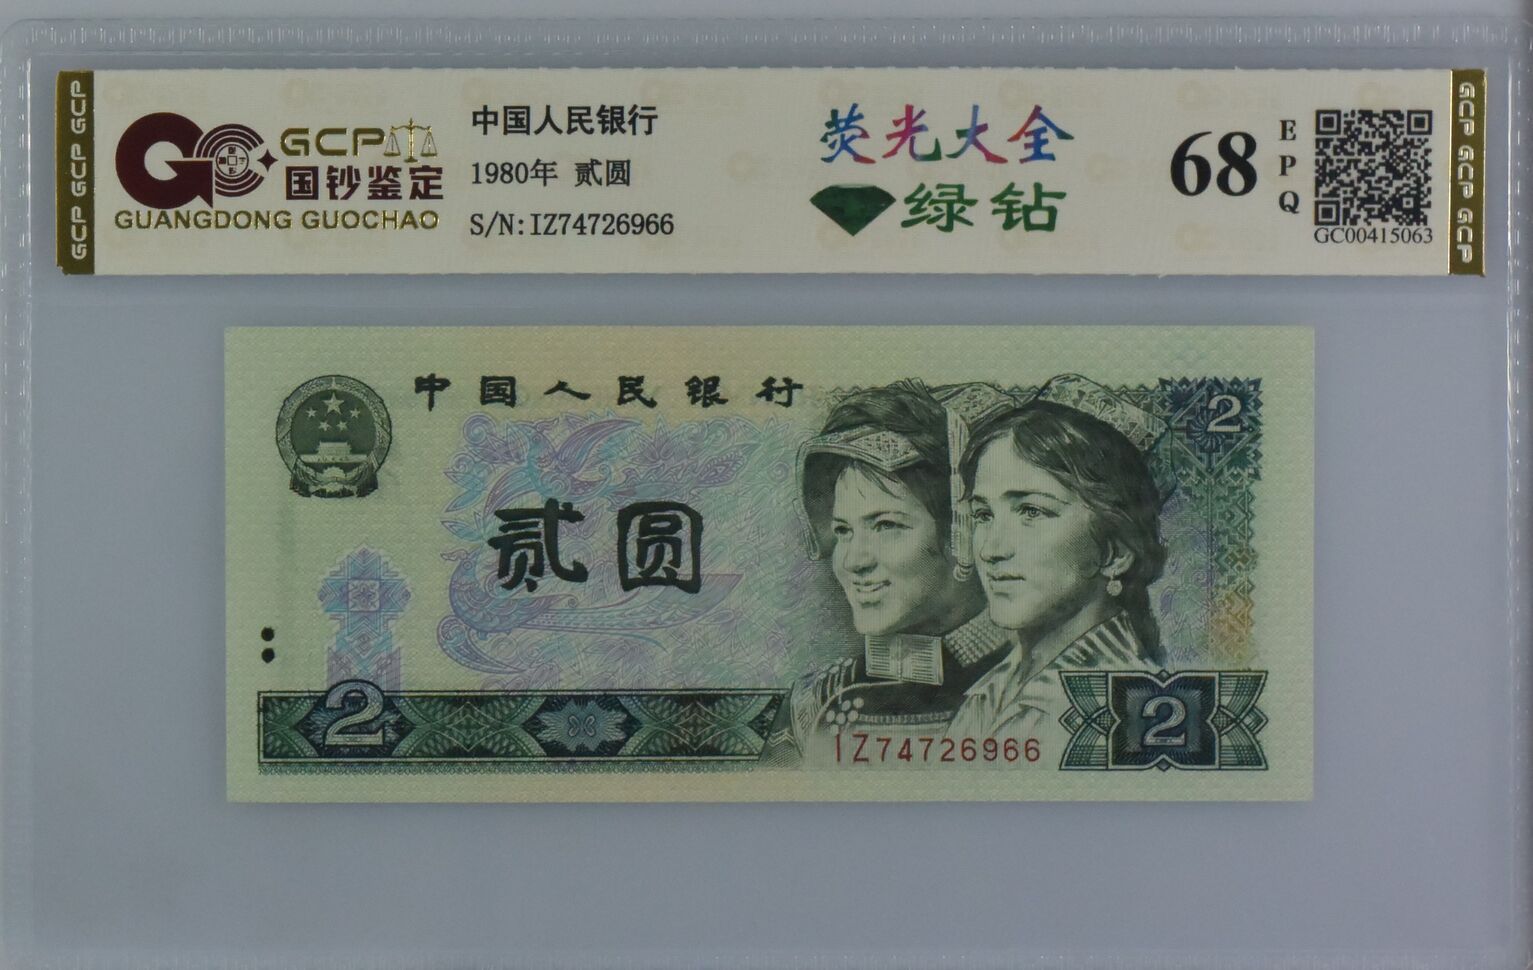 GCP GCP GCP
GCP
国钞鉴定
GUANGDONG GUOCHAO
中国人民银行
1980年 贰圆
S/N:IZ74726966
荧光大全
绿钻
68
EPQ
GC00415063
GCP GCP GCP
中国人民银行
2
贰圆
2
IZ74726966
2